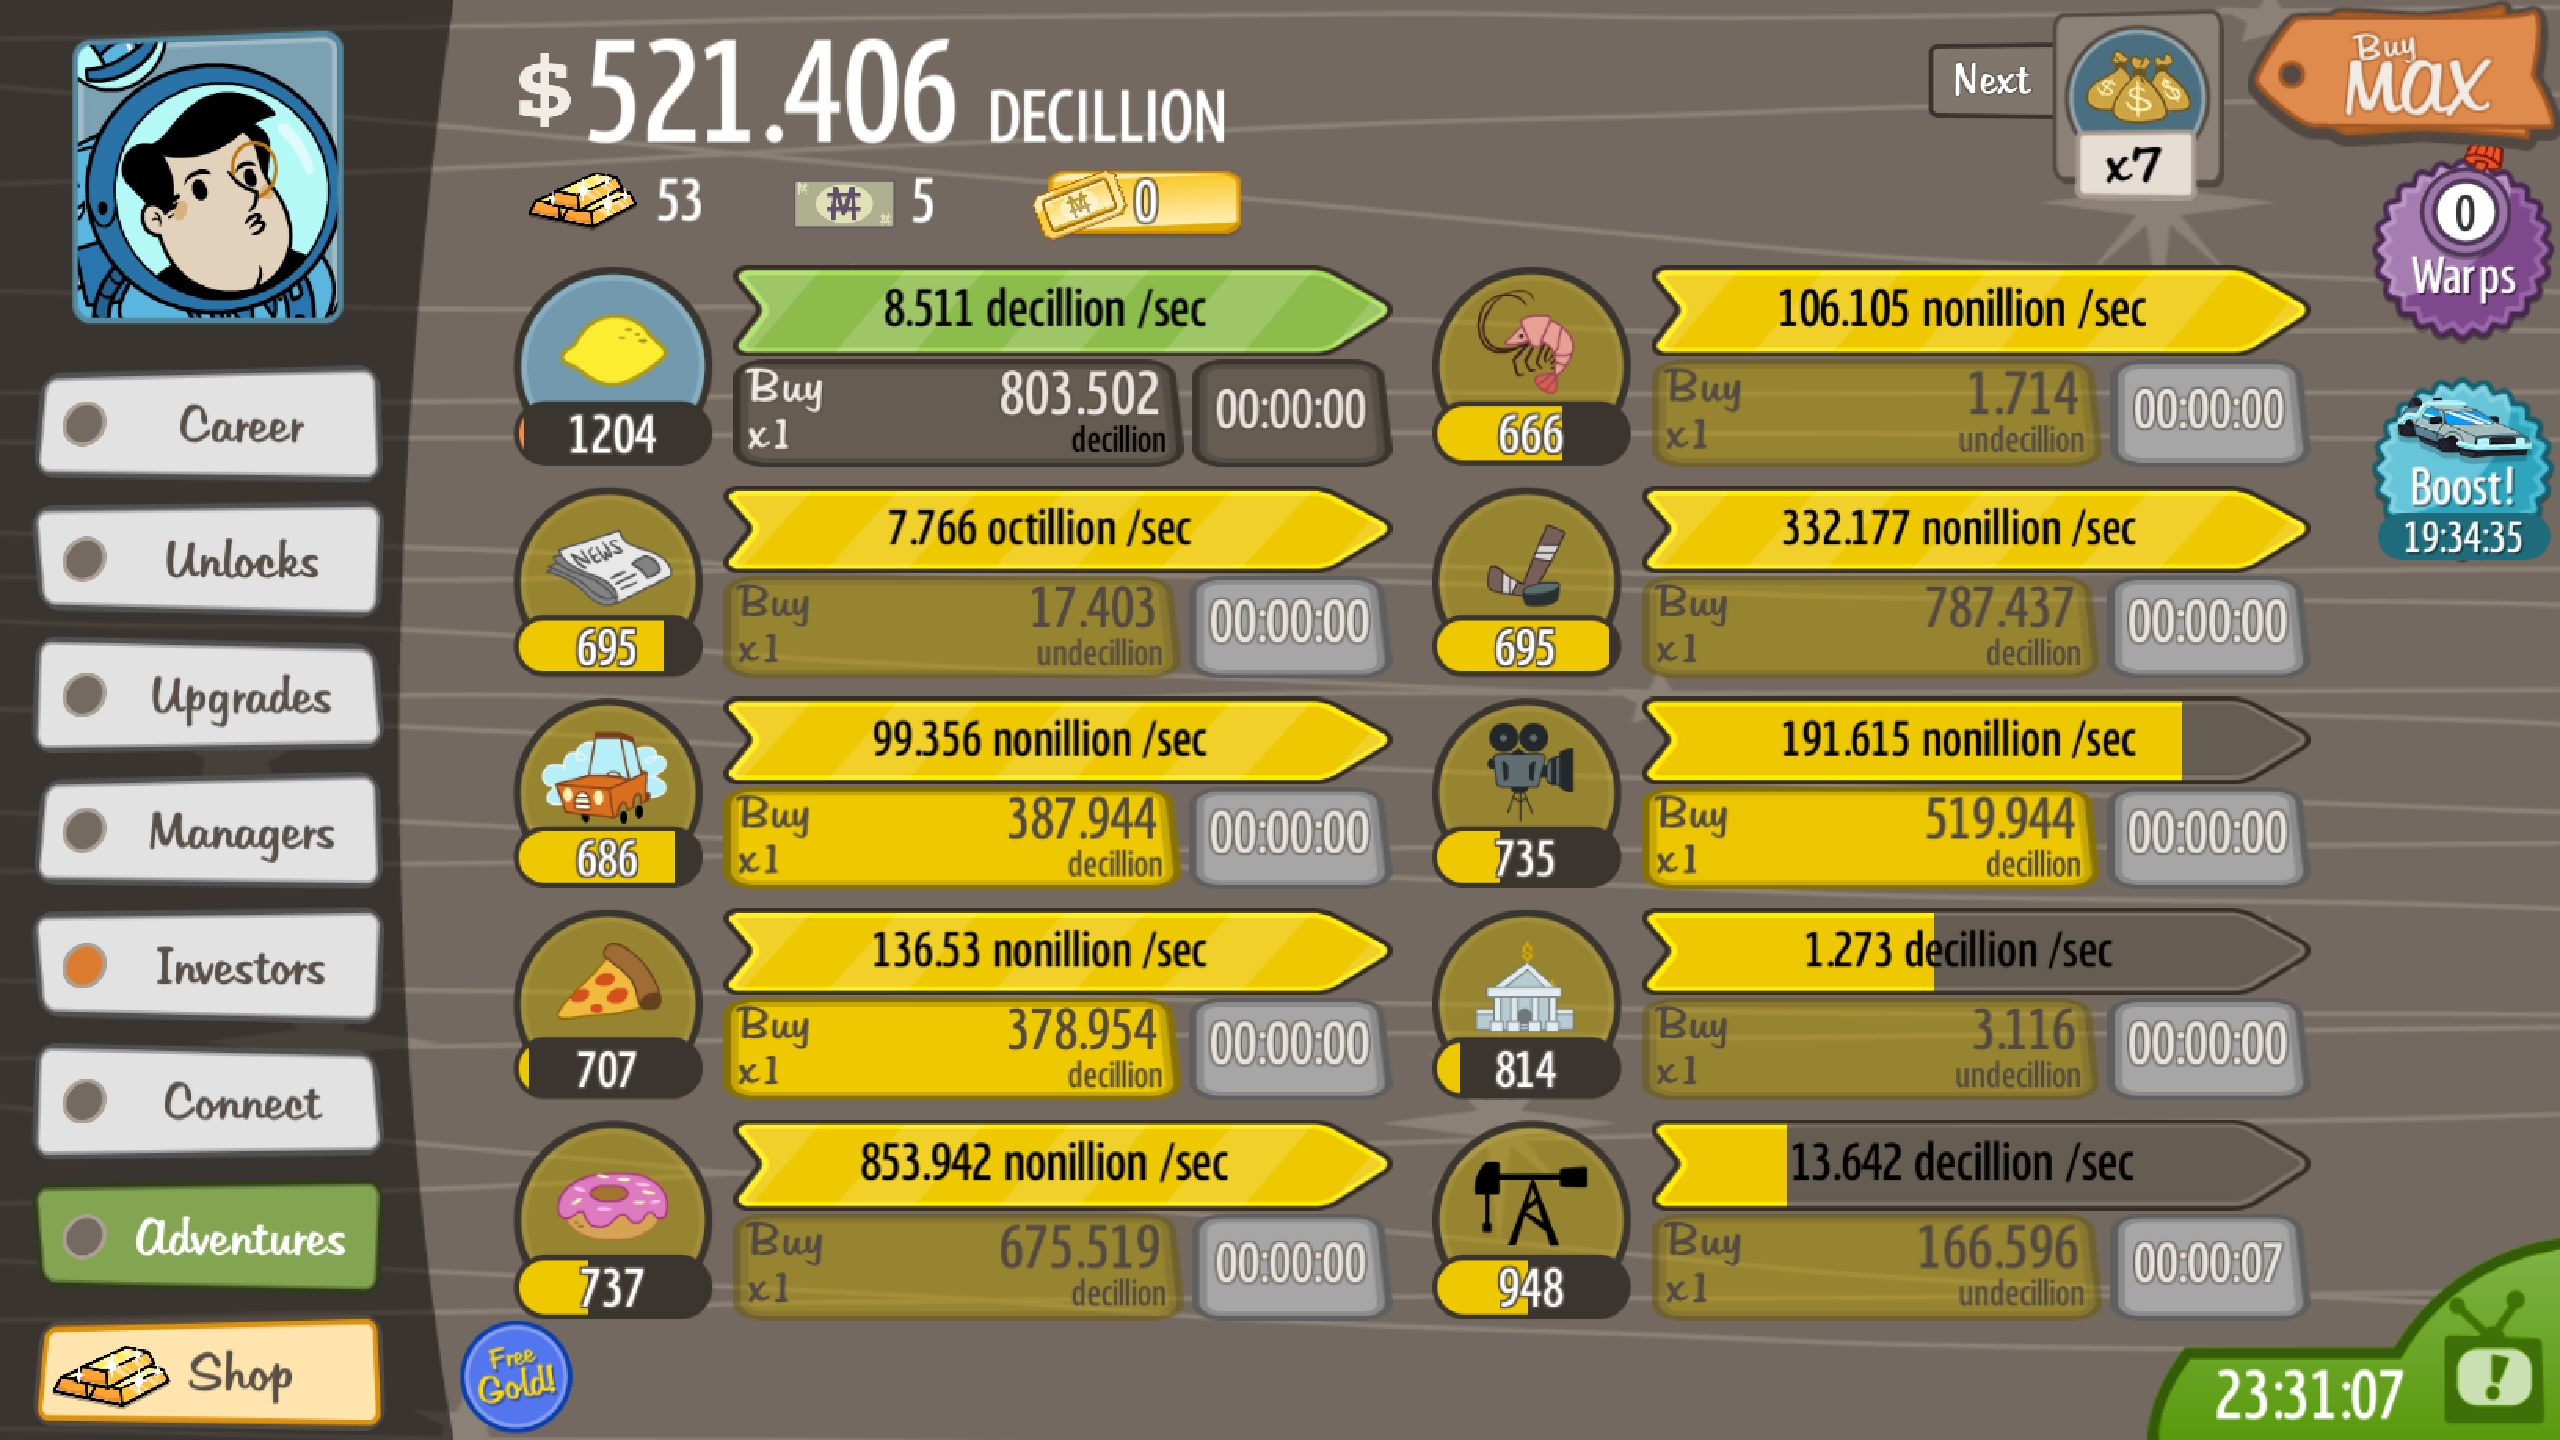 $521.406 DECILLION
53
5
0
Next
x7
Buy
MAX
0
Warps
Boost!
19:34:35
Career
Unlocks
Upgrades
Managers
Investors
Connect
Adventures
Shop
8.511 decillion /sec
Buy
x1
803.502
decillion
00:00:00
1204
106.105 nonillion /sec
Buy
x1
1.714
undecillion
00:00:00
666
NEWS
7.766 octillion /sec
Buy
x1
17.403
undecillion
00:00:00
695
332.177 nonillion /sec
Buy
x1
787.437
decillion
00:00:00
695
99.356 nonillion /sec
Buy
x1
387.944
decillion
00:00:00
686
191.615 nonillion /sec
Buy
x1
519.944
decillion
00:00:00
735
136.53 nonillion /sec
Buy
x1
378.954
decillion
00:00:00
707
1.273 decillion /sec
Buy
x1
3.116
undecillion
00:00:00
814
853.942 nonillion /sec
Buy
x1
675.519
decillion
00:00:00
737
13.642 decillion /sec
Buy
x1
166.596
undecillion
00:00:07
948
Free
Gold!
23:31:07